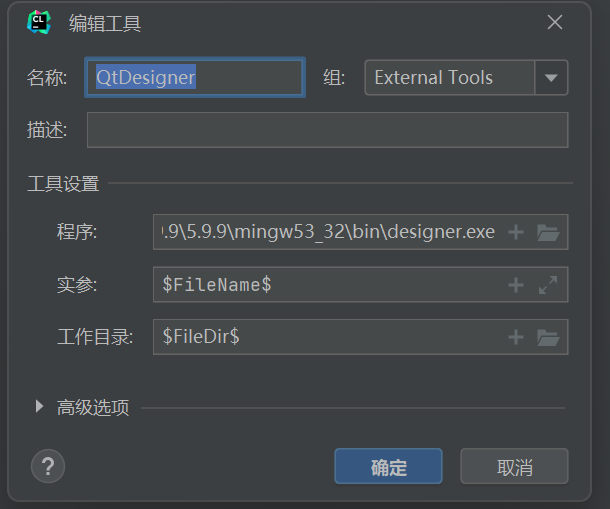 CL
编辑工具
名称: QtDesigner 组: External Tools
描述:
工具设置
程序: .9\5.9.9\mingw53_32\bin\designer.exe
实参: $FileName$
工作目录: $FileDir$
高级选项
? 确定 取消